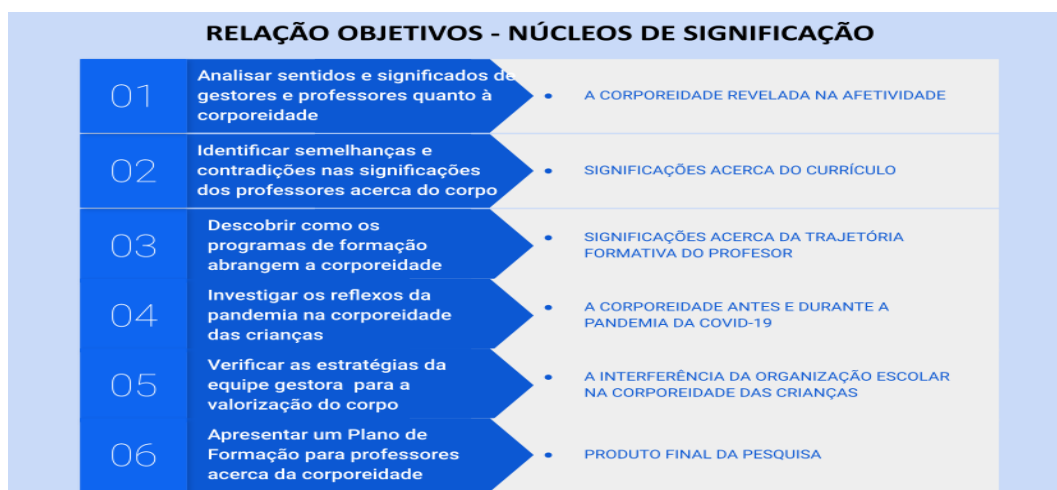 RELAÇÃO OBJETIVOS - NÚCLEOS DE SIGNIFICAÇÃO
01
Analisar sentidos e significados de
gestores e professores quanto à
corporeidade
• A CORPOREIDADE REVELADA NA AFETIVIDADE
02
Identificar semelhanças e
contradições nas significações
dos professores acerca do corpo
• SIGNIFICAÇÕES ACERCA DO CURRÍCULO
03
Descobrir como os
programas de formação
abrangem a corporeidade
• SIGNIFICAÇÕES ACERCA DA TRAJETÓRIA
FORMATIVA DO PROFESOR
04
Investigar os reflexos da
pandemia na corporeidade
das crianças
• A CORPOREIDADE ANTES E DURANTE A
PANDEMIA DA COVID-19
05
Verificar as estratégias da
equipe gestora para a
valorização do corpo
• A INTERFERÊNCIA DA ORGANIZAÇÃO ESCOLAR
NA CORPOREIDADE DAS CRIANÇAS
06
Apresentar um Plano de
Formação para professores
acerca da corporeidade
• PRODUTO FINAL DA PESQUISA